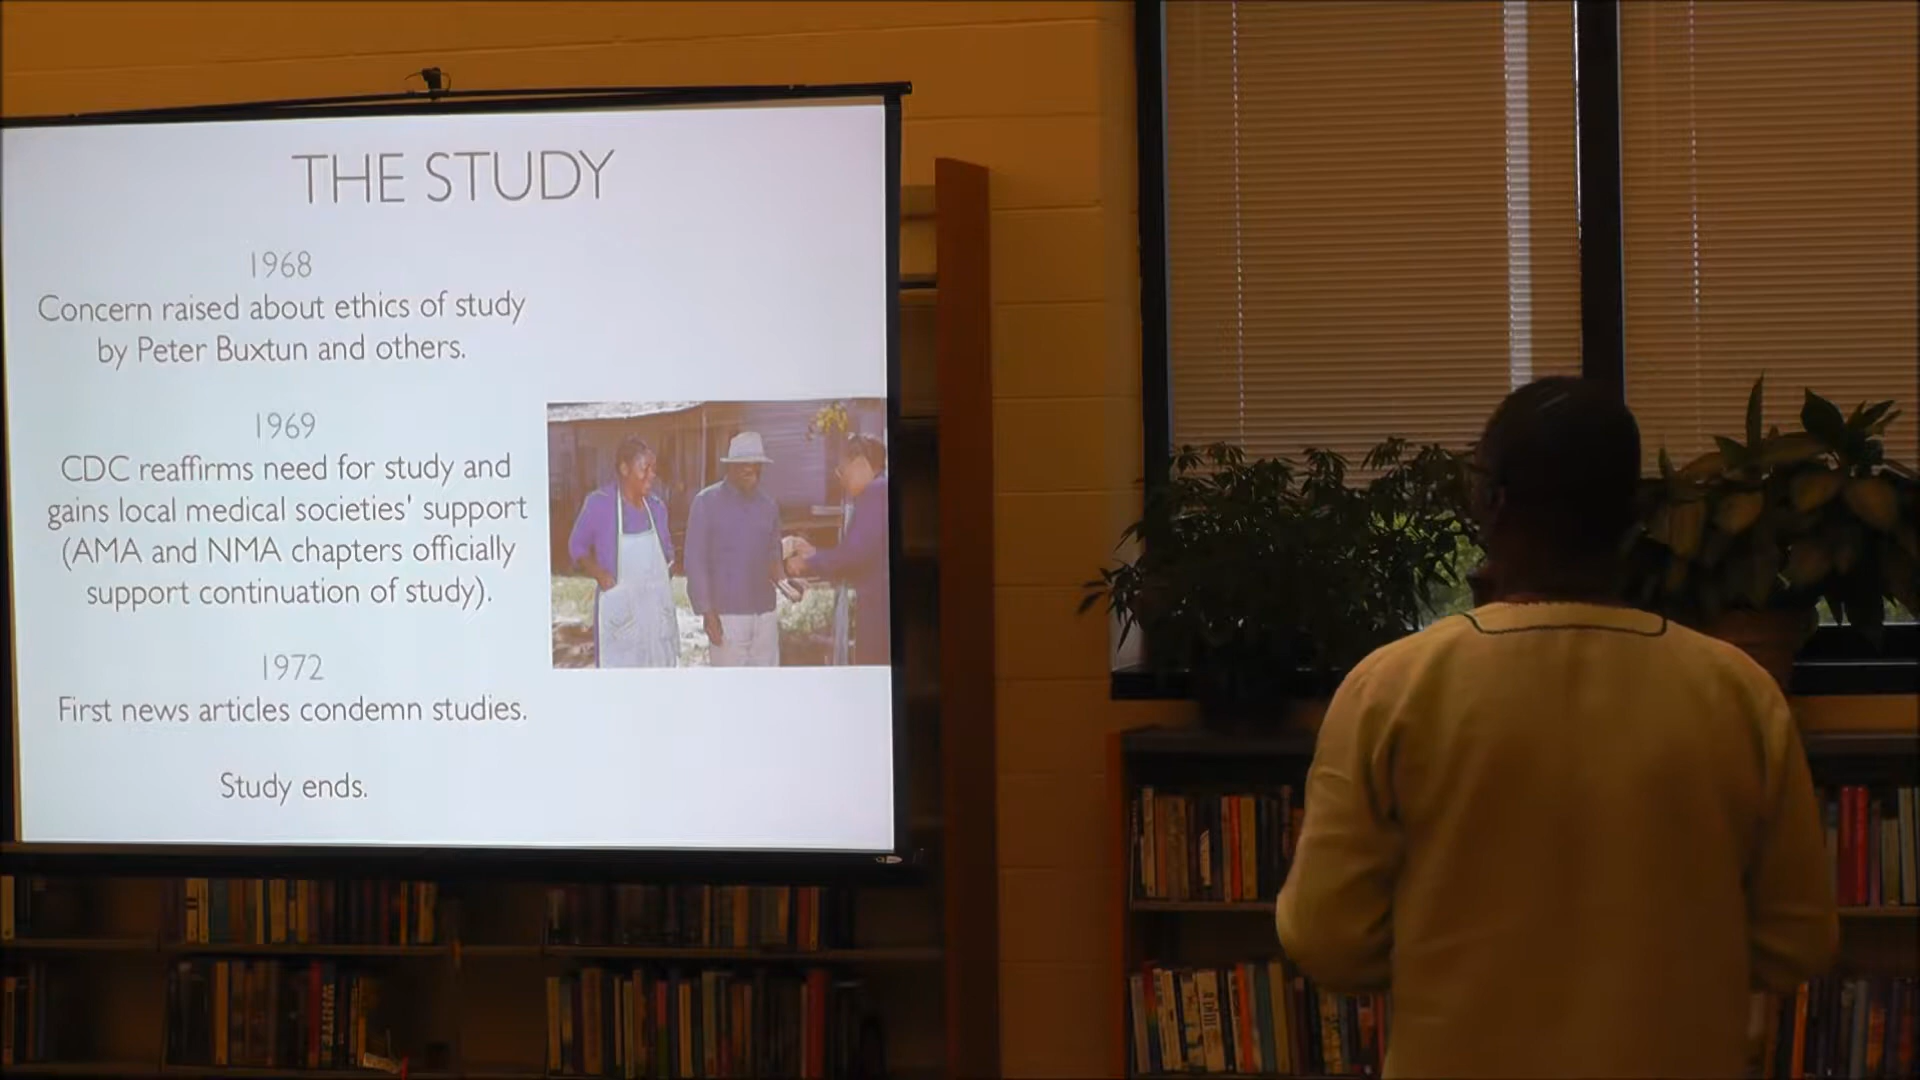 THE STUDY
1968
Concern raised about ethics of study
by Peter Buxtun and others.
1969
CDC reaffirms need for study and
gains local medical societies' support
(AMA and NMA chapters officially
support continuation of study).
1972
First news articles condemn studies.
Study ends.
WHITE